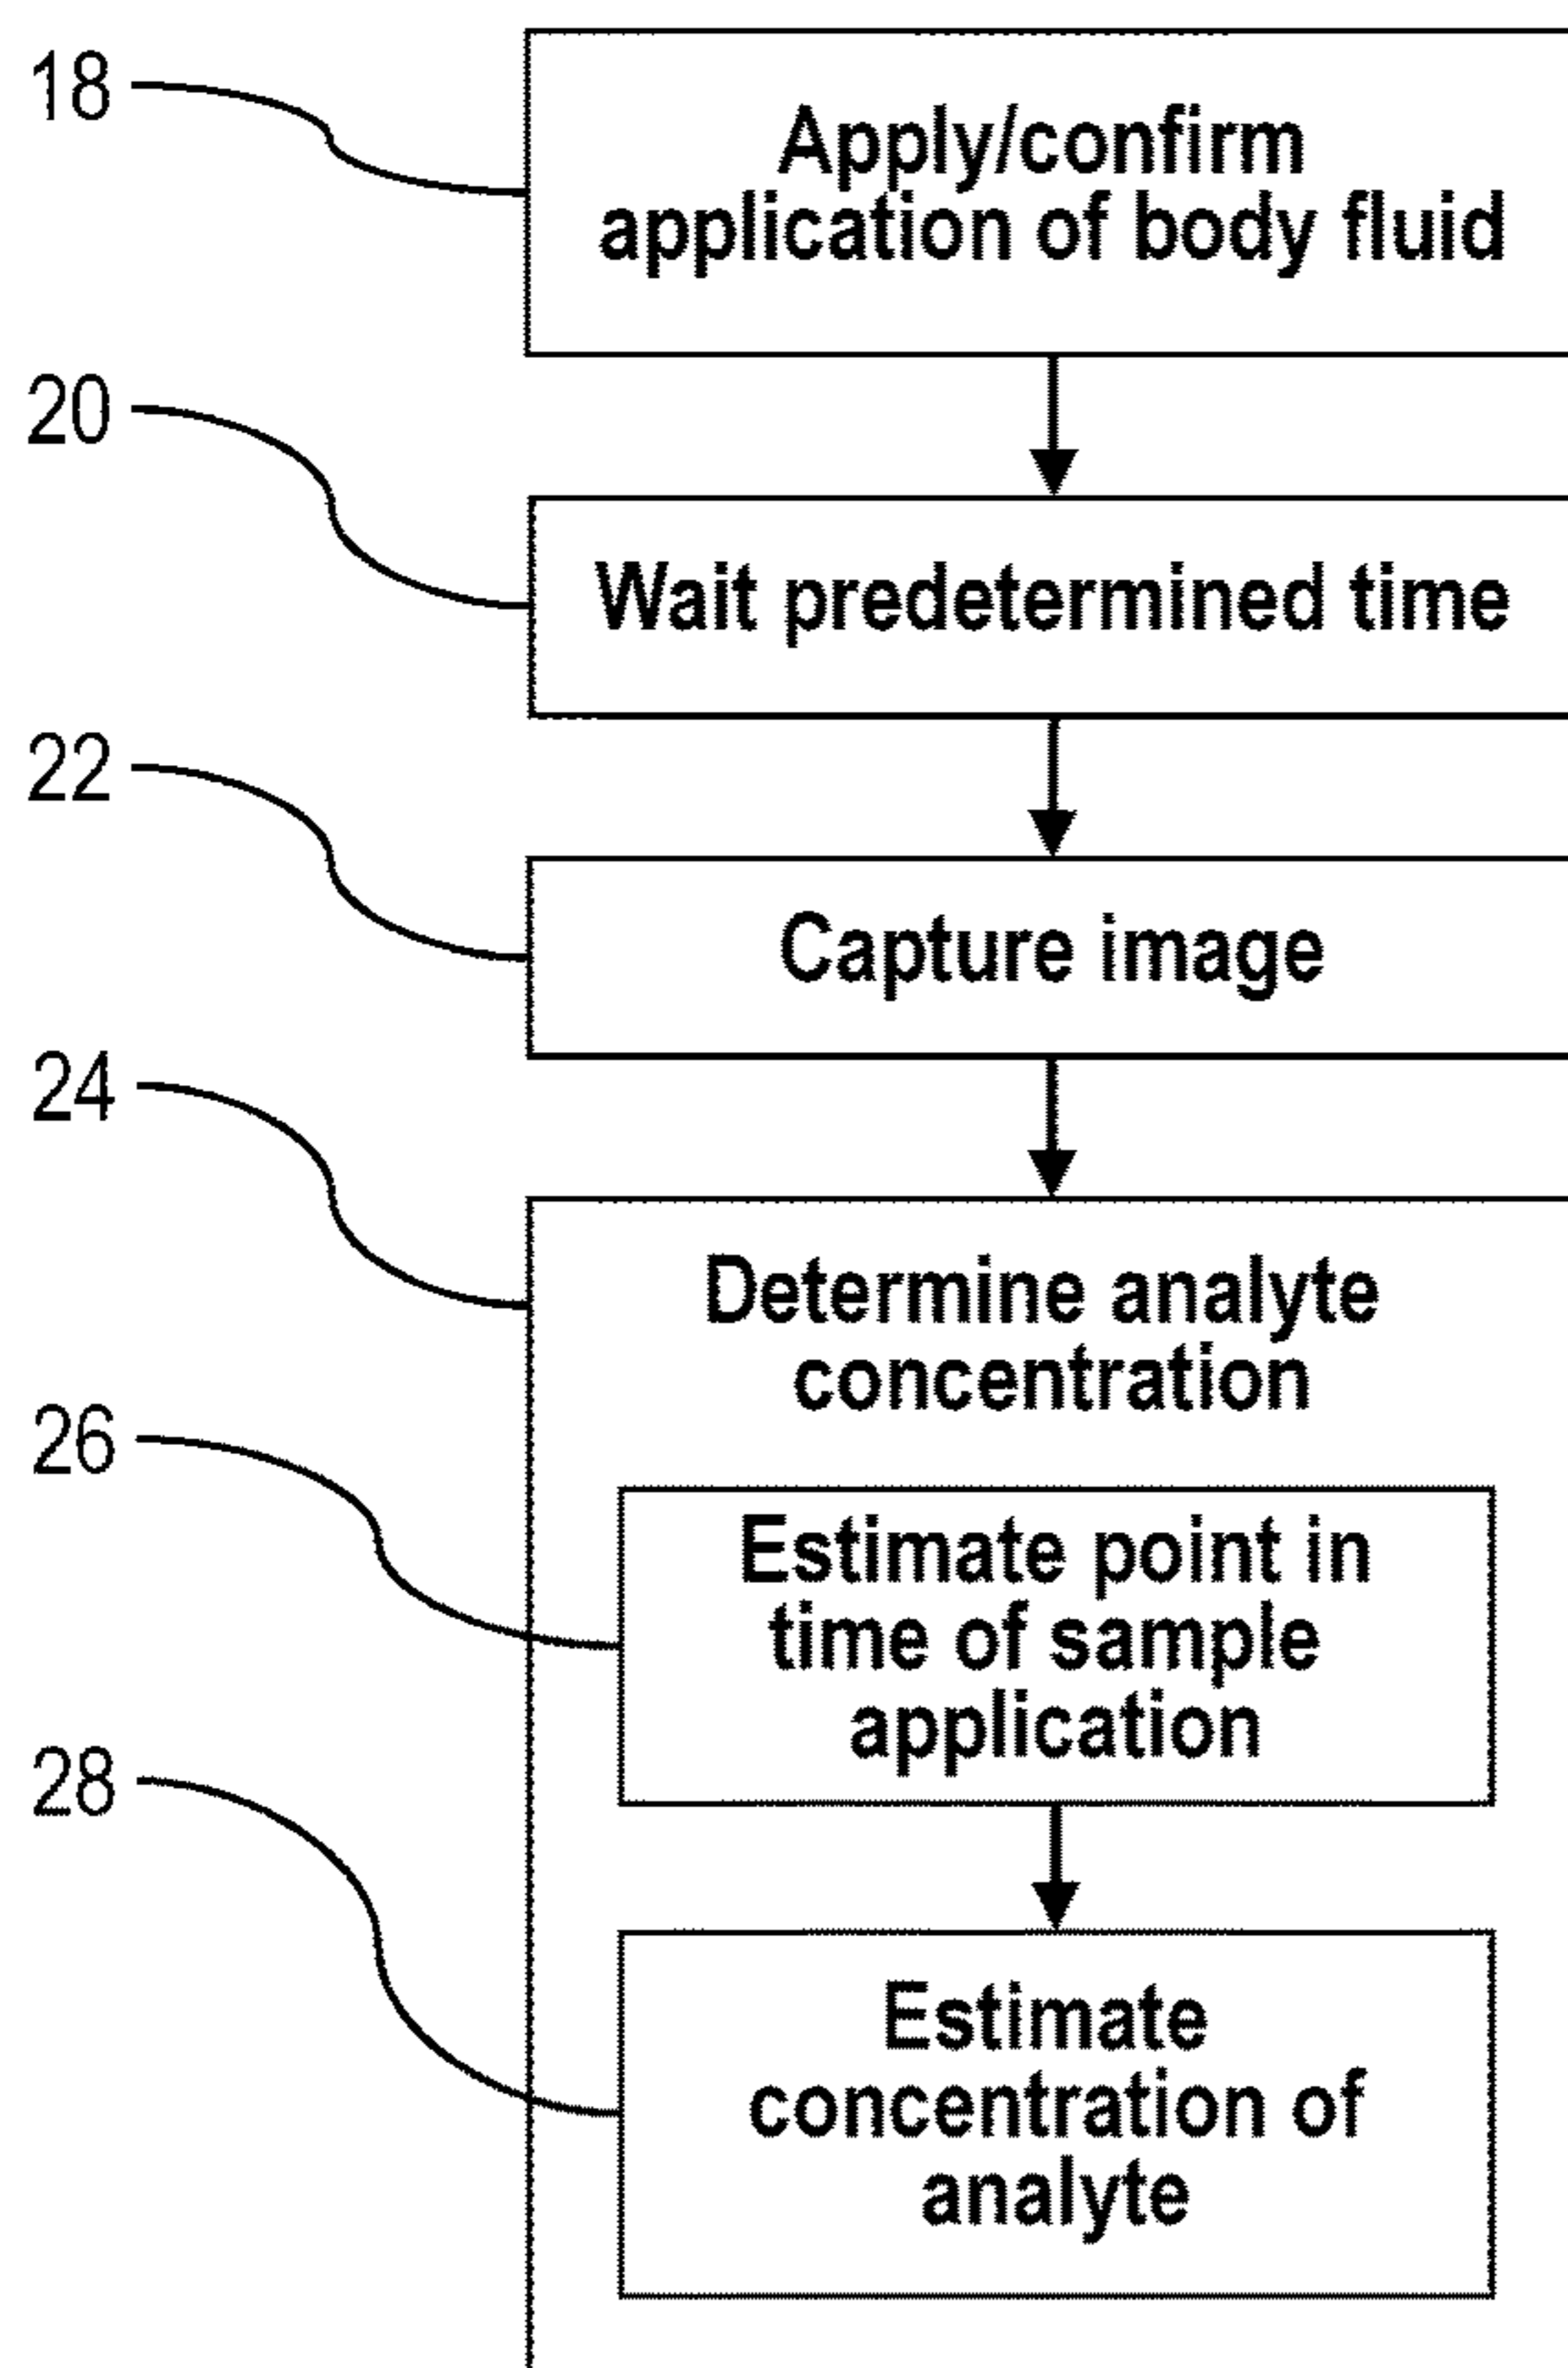 18
Apply/confirm
application of body fluid
20
Wait predetermined time
22
Capture image
24
Determine analyte
concentration
26
Estimate point in
time of sample
application
28
Estimate
concentration of
analyte